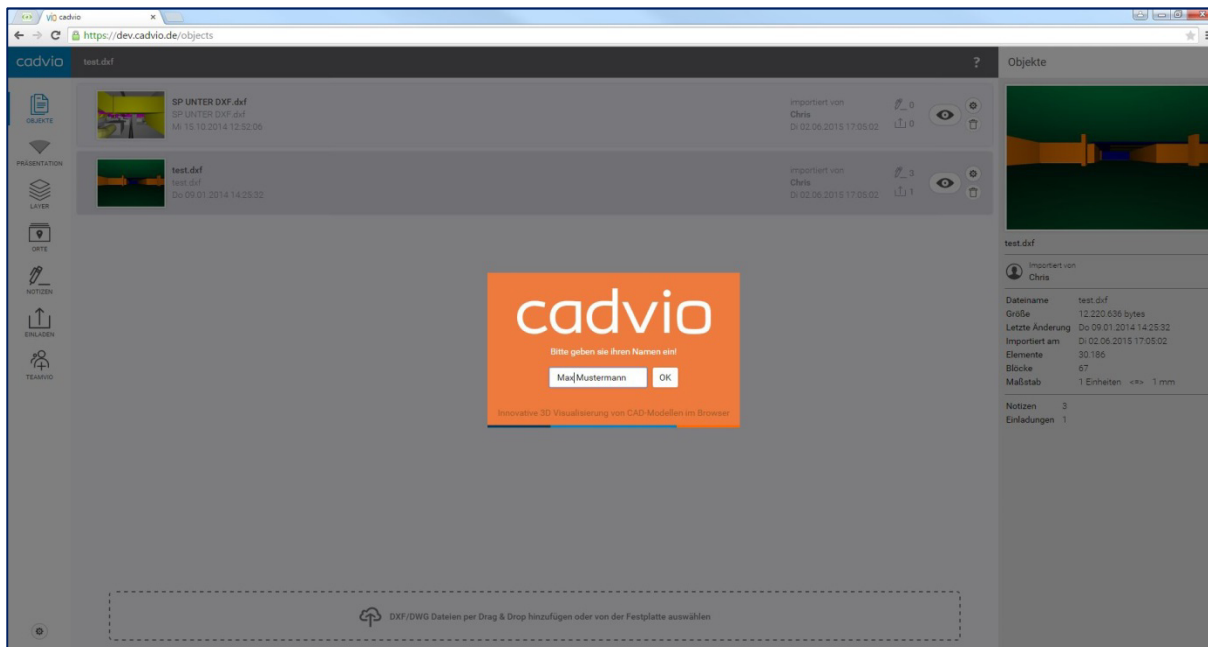 cadvio
https://dev.cadvio.de/objects
cadvio
test.dxf
?
Objekte
OBJEKTE
PRÄSENTATION
LAYER
ORTE
NOTIZEN
EINLADEN
TEAMVIO
SP UNTER DXF.dxf
SP UNTER DXF.dxf
Mi 15.10.2014 12:52:06
importiert von
Chris
Di 02.06.2015 17:05:02
0
0
test.dxf
test.dxf
Do 09.01.2014 14:25:32
importiert von
Chris
Di 02.06.2015 17:05:02
3
1
cadvio
Bitte geben sie ihren Namen ein!
Max Mustermann
OK
Innovative 3D Visualisierung von CAD-Modellen im Browser
DXF/DWG Dateien per Drag & Drop hinzufügen oder von der Festplatte auswählen
test.dxf
Importiert von
Chris
Dateiname test.dxf
Größe 12.220.636 bytes
Letzte Änderung Do 09.01.2014 14:25:32
Importiert am Di 02.06.2015 17:05:02
Elemente 30.186
Blöcke 67
Maßstab 1 Einheiten <=> 1 mm
Notizen 3
Einladungen 1